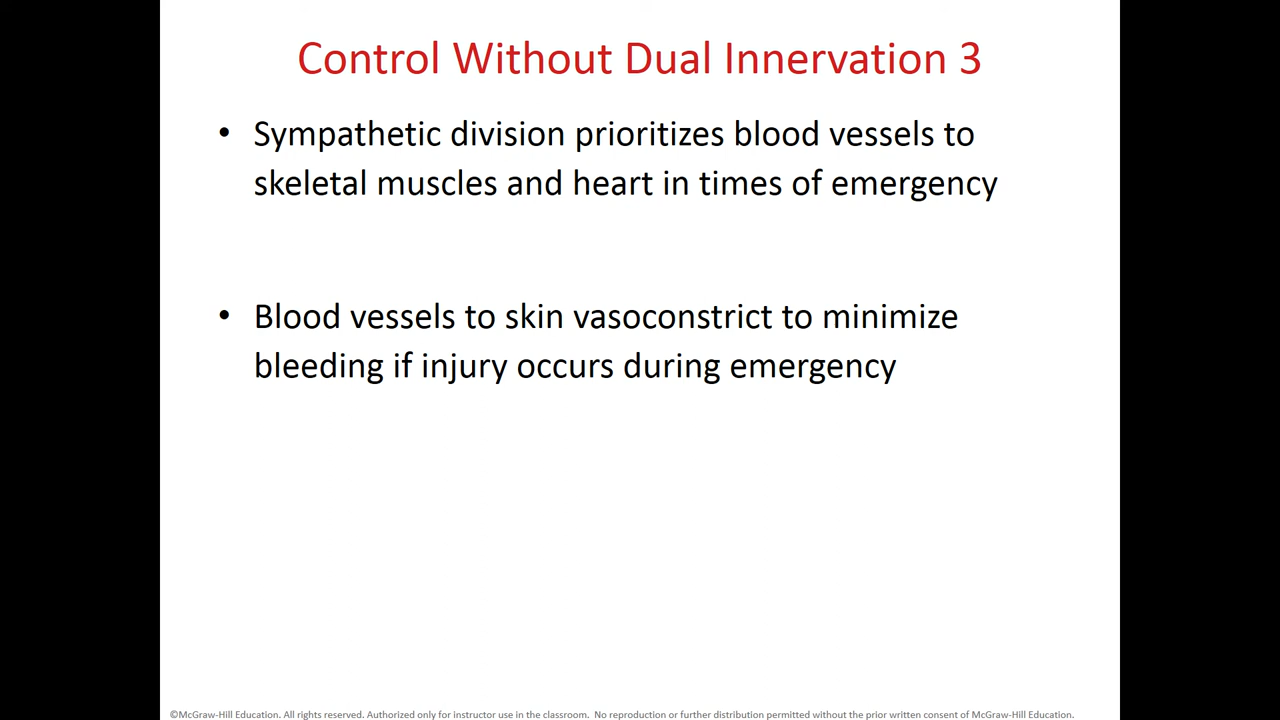 Control Without Dual Innervation 3
• Sympathetic division prioritizes blood vessels to
skeletal muscles and heart in times of emergency
• Blood vessels to skin vasoconstrict to minimize
bleeding if injury occurs during emergency
©McGraw-Hill Education. All rights reserved. Authorized only for instructor use in the classroom. No reproduction or further distribution permitted without the prior written consent of McGraw-Hill Education.